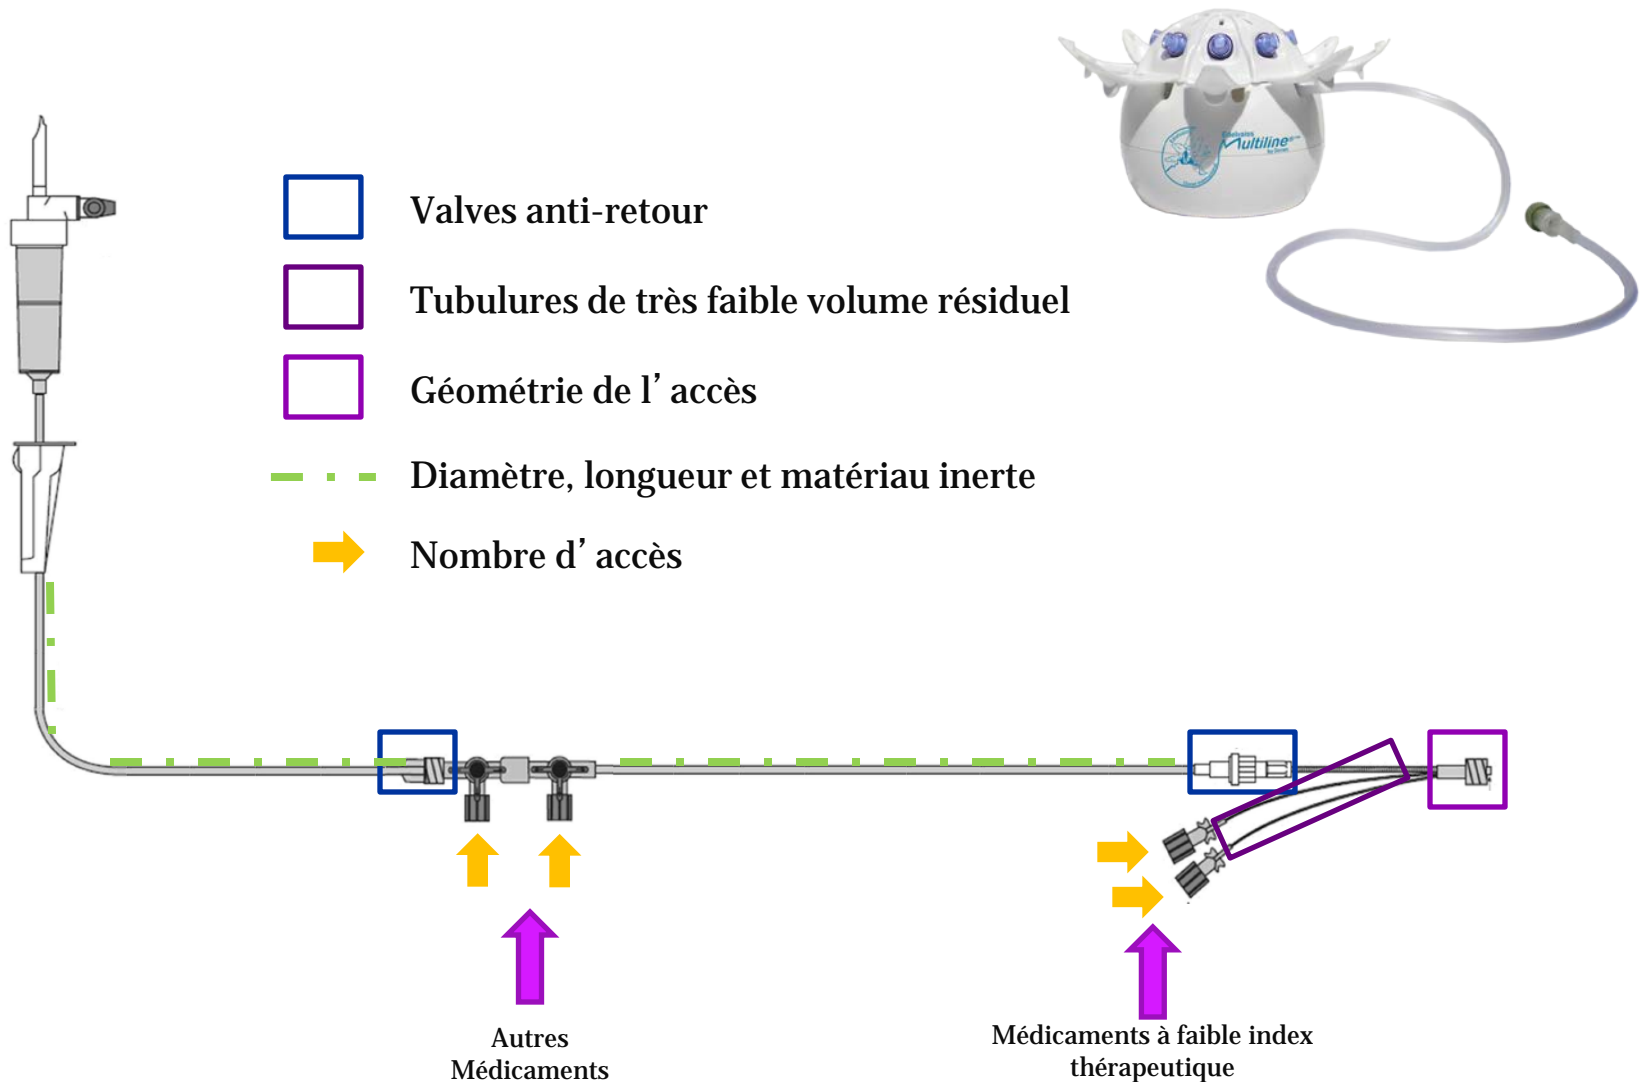 Multiline
Valves anti-retour
Tubulures de très faible volume résiduel
Géométrie de l’accès
Diamètre, longueur et matériau inerte
Nombre d’accès
Autres
Médicaments
Médicaments à faible index
thérapeutique